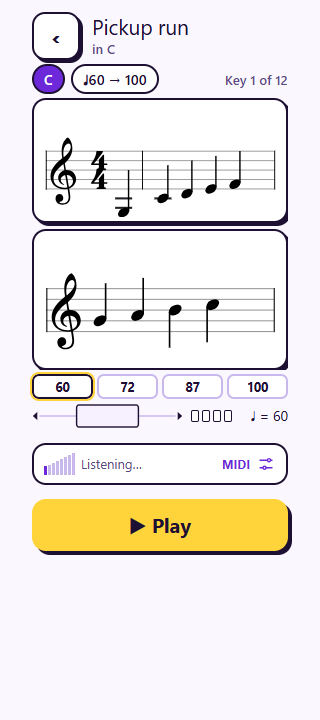 Pickup run
in C
C
♩60 → 100
Key 1 of 12
4
4
60
72
87
100
♩ = 60
Listening...
MIDI
▶ Play